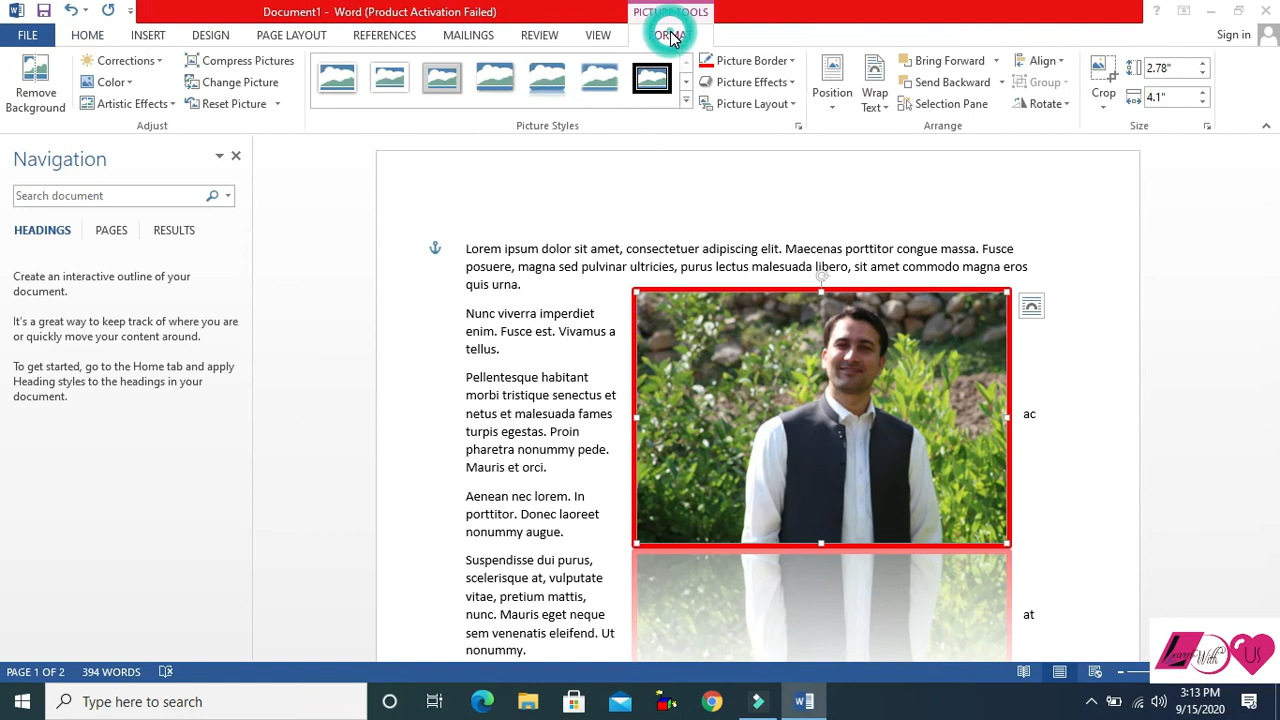 Document1 - Word (Product Activation Failed)
PICTURE TOOLS
FILE HOME INSERT DESIGN PAGE LAYOUT REFERENCES MAILINGS REVIEW VIEW FORMAT
Sign in
Remove Background
Corrections
Color
Artistic Effects
Compress Pictures
Change Picture
Reset Picture
Adjust
Picture Styles
Picture Border
Picture Effects
Picture Layout
Position
Wrap Text
Bring Forward
Send Backward
Selection Pane
Align
Group
Rotate
Arrange
Crop
2.78"
4.1"
Size
Navigation
Search document
HEADINGS PAGES RESULTS
Create an interactive outline of your
document.
It's a great way to keep track of where you are
or quickly move your content around.
To get started, go to the Home tab and apply
Heading styles to the headings in your
document.
Lorem ipsum dolor sit amet, consectetuer adipiscing elit. Maecenas porttitor congue massa. Fusce
posuere, magna sed pulvinar ultricies, purus lectus malesuada libero, sit amet commodo magna eros
quis urna.
Nunc viverra imperdiet
enim. Fusce est. Vivamus a
tellus.
Pellentesque habitant
morbi tristique senectus et
netus et malesuada fames ac
turpis egestas. Proin
pharetra nonummy pede.
Mauris et orci.
Aenean nec lorem. In
porttitor. Donec laoreet
nonummy augue.
Suspendisse dui purus,
scelerisque at, vulputate
vitae, pretium mattis,
nunc. Mauris eget neque at
sem venenatis eleifend. Ut
nonummy.
Learn With US
PAGE 1 OF 2 394 WORDS
Type here to search
3:13 PM
9/15/2020